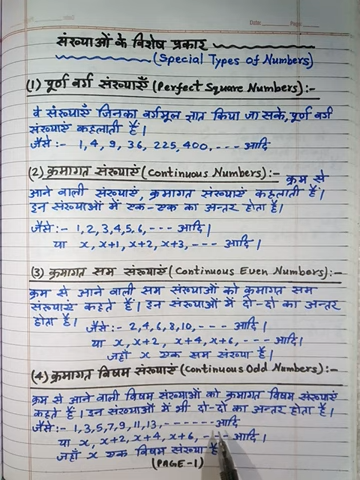 संख्याओं के विशेष प्रकार
(Special Types of Numbers)
(1) पूर्ण वर्ग संख्याएँ (Perfect Square Numbers) :-
वे संख्याएँ जिनका वर्गमूल ज्ञात किया जा सके, पूर्ण वर्ग
संख्याएं कहलाती हैं।
जैसे :- 1, 4, 9, 36, 225, 400, --- आदि
(2) क्रमागत संख्याएं (Continuous Numbers) :- क्रम से
आने वाली संख्याएं, क्रमागत संख्याएं कहलाती हैं।
इन संख्याओं में एक-एक का अन्तर होता है।
जैसे :- 1, 2, 3, 4, 5, 6, --- आदि।
या x, x+1, x+2, x+3, --- आदि।
(3) क्रमागत सम संख्याएं (Continuous Even Numbers) :-
क्रम से आने वाली सम संख्याओं को क्रमागत सम
संख्याएं कहते हैं। इन संख्याओं में दो-दो का अन्तर
होता है।
जैसे :- 2, 4, 6, 8, 10, --- आदि।
या x, x+2, x+4, x+6, --- आदि।
जहाँ x एक सम संख्या है।
(4) क्रमागत विषम संख्याएं (Continuous Odd Numbers) :-
क्रम से आने वाली विषम संख्याओं को क्रमागत विषम संख्याएं
कहते हैं। इन संख्याओं में भी दो-दो का अन्तर होता है।
जैसे :- 1, 3, 5, 7, 9, 11, 13, ------ आदि
या x, x+2, x+4, x+6, --- आदि।
जहाँ x एक विषम संख्या है
(PAGE-1)